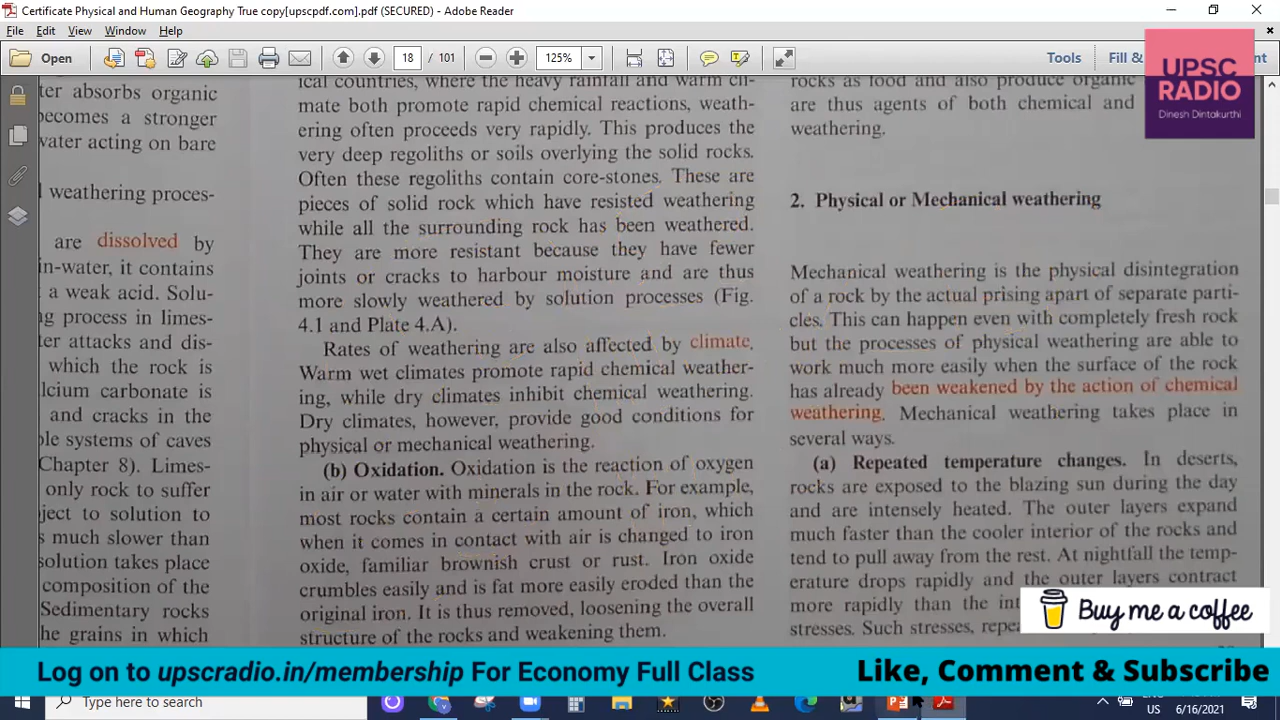 Certificate Physical and Human Geography True copy[upscpdf.com].pdf (SECURED) - Adobe Reader
File Edit View Window Help
Open 18 / 101 125% Tools Fill &
UPSC
RADIO
Dinesh Dintakurthi
ter absorbs organic
becomes a stronger
water acting on bare
l weathering proces-
are dissolved by
in-water, it contains
a weak acid. Solu-
ng process in limes-
ter attacks and dis-
which the rock is
lcium carbonate is
and cracks in the
ble systems of caves
Chapter 8). Limes-
only rock to suffer
ject to solution to
s much slower than
solution takes place
composition of the
Sedimentary rocks
he grains in which
ical countries, where the heavy rainfall and warm cli-
mate both promote rapid chemical reactions, weath-
ering often proceeds very rapidly. This produces the
very deep regoliths or soils overlying the solid rocks.
Often these regoliths contain core-stones. These are
pieces of solid rock which have resisted weathering
while all the surrounding rock has been weathered.
They are more resistant because they have fewer
joints or cracks to harbour moisture and are thus
more slowly weathered by solution processes (Fig.
4.1 and Plate 4.A).
Rates of weathering are also affected by climate.
Warm wet climates promote rapid chemical weather-
ing, while dry climates inhibit chemical weathering.
Dry climates, however, provide good conditions for
physical or mechanical weathering.
(b) Oxidation. Oxidation is the reaction of oxygen
in air or water with minerals in the rock. For example,
most rocks contain a certain amount of iron, which
when it comes in contact with air is changed to iron
oxide, familiar brownish crust or rust. Iron oxide
crumbles easily and is fat more easily eroded than the
original iron. It is thus removed, loosening the overall
structure of the rocks and weakening them.
rocks as food and also produce organic
are thus agents of both chemical and
weathering.
2. Physical or Mechanical weathering
Mechanical weathering is the physical disintegration
of a rock by the actual prising apart of separate parti-
cles. This can happen even with completely fresh rock
but the processes of physical weathering are able to
work much more easily when the surface of the rock
has already been weakened by the action of chemical
weathering. Mechanical weathering takes place in
several ways.
(a) Repeated temperature changes. In deserts,
rocks are exposed to the blazing sun during the day
and are intensely heated. The outer layers expand
much faster than the cooler interior of the rocks and
tend to pull away from the rest. At nightfall the temp-
erature drops rapidly and the outer layers contract
more rapidly than the int
stresses. Such stresses, repe
Buy me a coffee
Log on to upscradio.in/membership For Economy Full Class
Like, Comment & Subscribe
Type here to search
US
6/16/2021